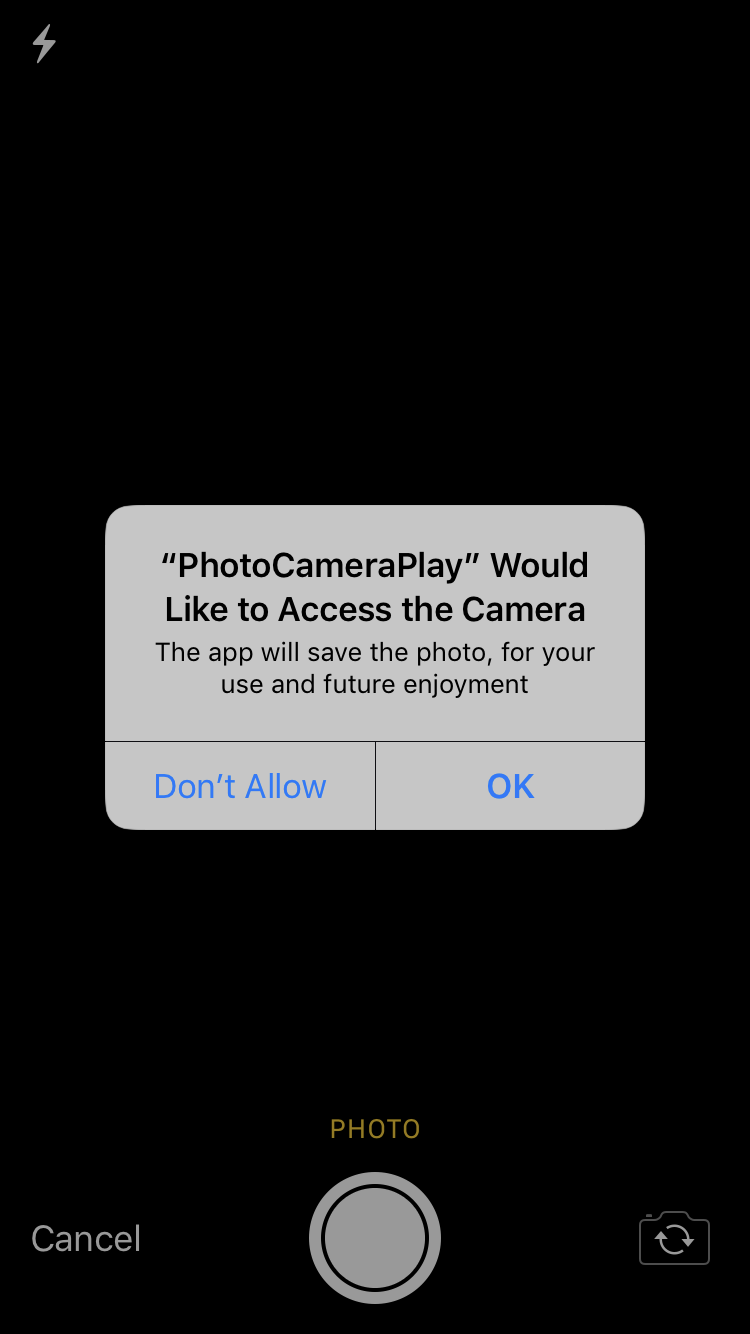 “PhotoCameraPlay” Would
Like to Access the Camera
The app will save the photo, for your
use and future enjoyment
Don’t Allow
OK
PHOTO
Cancel